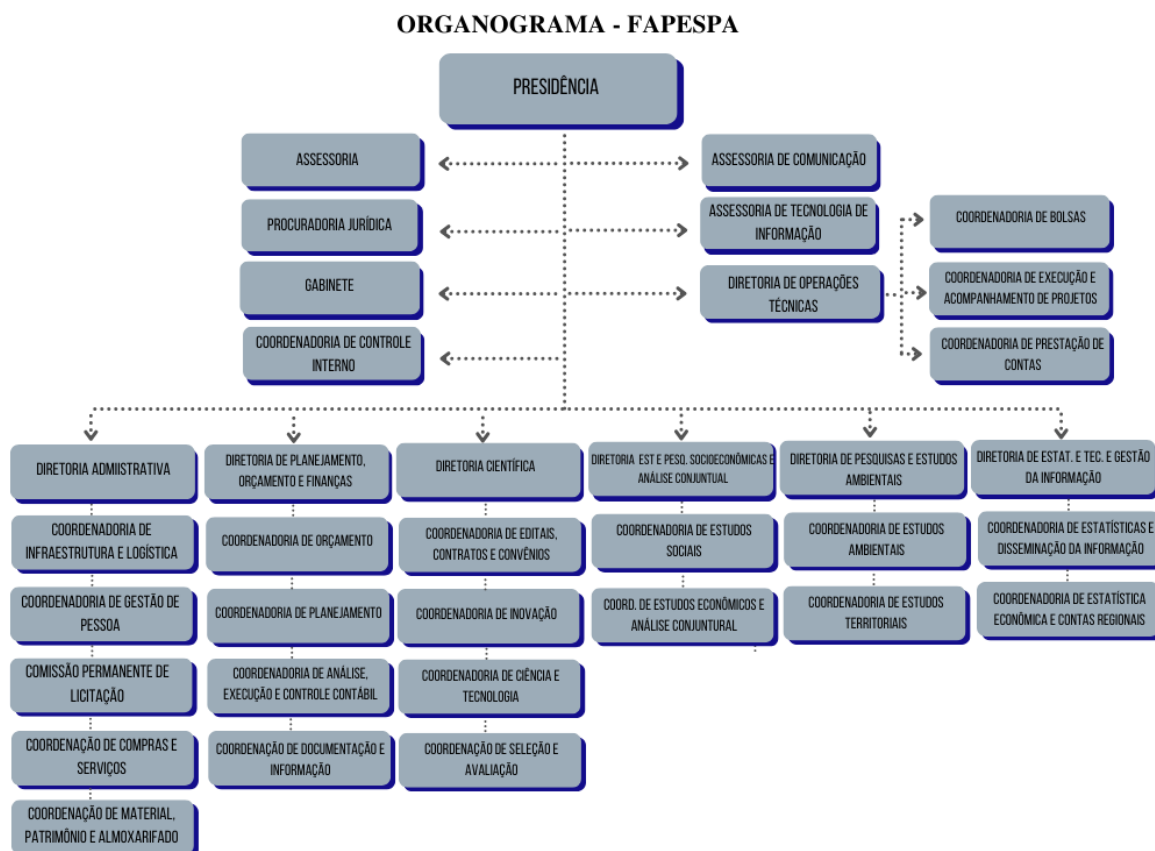 ORGANOGRAMA - FAPESPA
PRESIDÊNCIA
ASSESSORIA
ASSESSORIA DE COMUNICAÇÃO
PROCURADORIA JURÍDICA
ASSESSORIA DE TECNOLOGIA DE
INFORMAÇÃO
COORDENADORIA DE BOLSAS
GABINETE
DIRETORIA DE OPERAÇÕES
TÉCNICAS
COORDENADORIA DE EXECUÇÃO E
ACOMPANHAMENTO DE PROJETOS
COORDENADORIA DE CONTROLE
INTERNO
COORDENADORIA DE PRESTAÇÃO DE
CONTAS
DIRETORIA ADMIISTRATIVA
DIRETORIA DE PLANEJAMENTO,
ORÇAMENTO E FINANÇAS
DIRETORIA CIENTÍFICA
DIRETORIA EST E PESQ. SOCIOECONÔMICAS E
ANÁLISE CONJUNTUAL
DIRETORIA DE PESQUISAS E ESTUDOS
AMBIENTAIS
DIRETORIA DE ESTAT. E TEC. E GESTÃO
DA INFORMAÇÃO
COORDENADORIA DE
INFRAESTRUTURA E LOGÍSTICA
COORDENADORIA DE ORÇAMENTO
COORDENADORIA DE EDITAIS,
CONTRATOS E CONVÊNIOS
COORDENADORIA DE ESTUDOS
SOCIAIS
COORDENADORIA DE ESTUDOS
AMBIENTAIS
COORDENADORIA DE ESTATÍSTICAS E
DISSEMINAÇÃO DA INFORMAÇÃO
COORDENADORIA DE GESTÃO DE
PESSOA
COORDENADORIA DE PLANEJAMENTO
COORDENADORIA DE INOVAÇÃO
COORD. DE ESTUDOS ECONÔMICOS E
ANÁLISE CONJUNTURAL
COORDENADORIA DE ESTUDOS
TERRITORIAIS
COORDENADORIA DE ESTATÍSTICA
ECONÔMICA E CONTAS REGIONAIS
COMISSÃO PERMANENTE DE
LICITAÇÃO
COORDENADORIA DE ANÁLISE,
EXECUÇÃO E CONTROLE CONTÁBIL
COORDENADORIA DE CIÊNCIA E
TECNOLOGIA
COORDENAÇÃO DE COMPRAS E
SERVIÇOS
COORDENAÇÃO DE DOCUMENTAÇÃO E
INFORMAÇÃO
COORDENAÇÃO DE SELEÇÃO E
AVALIAÇÃO
COORDENAÇÃO DE MATERIAL,
PATRIMÔNIO E ALMOXARIFADO